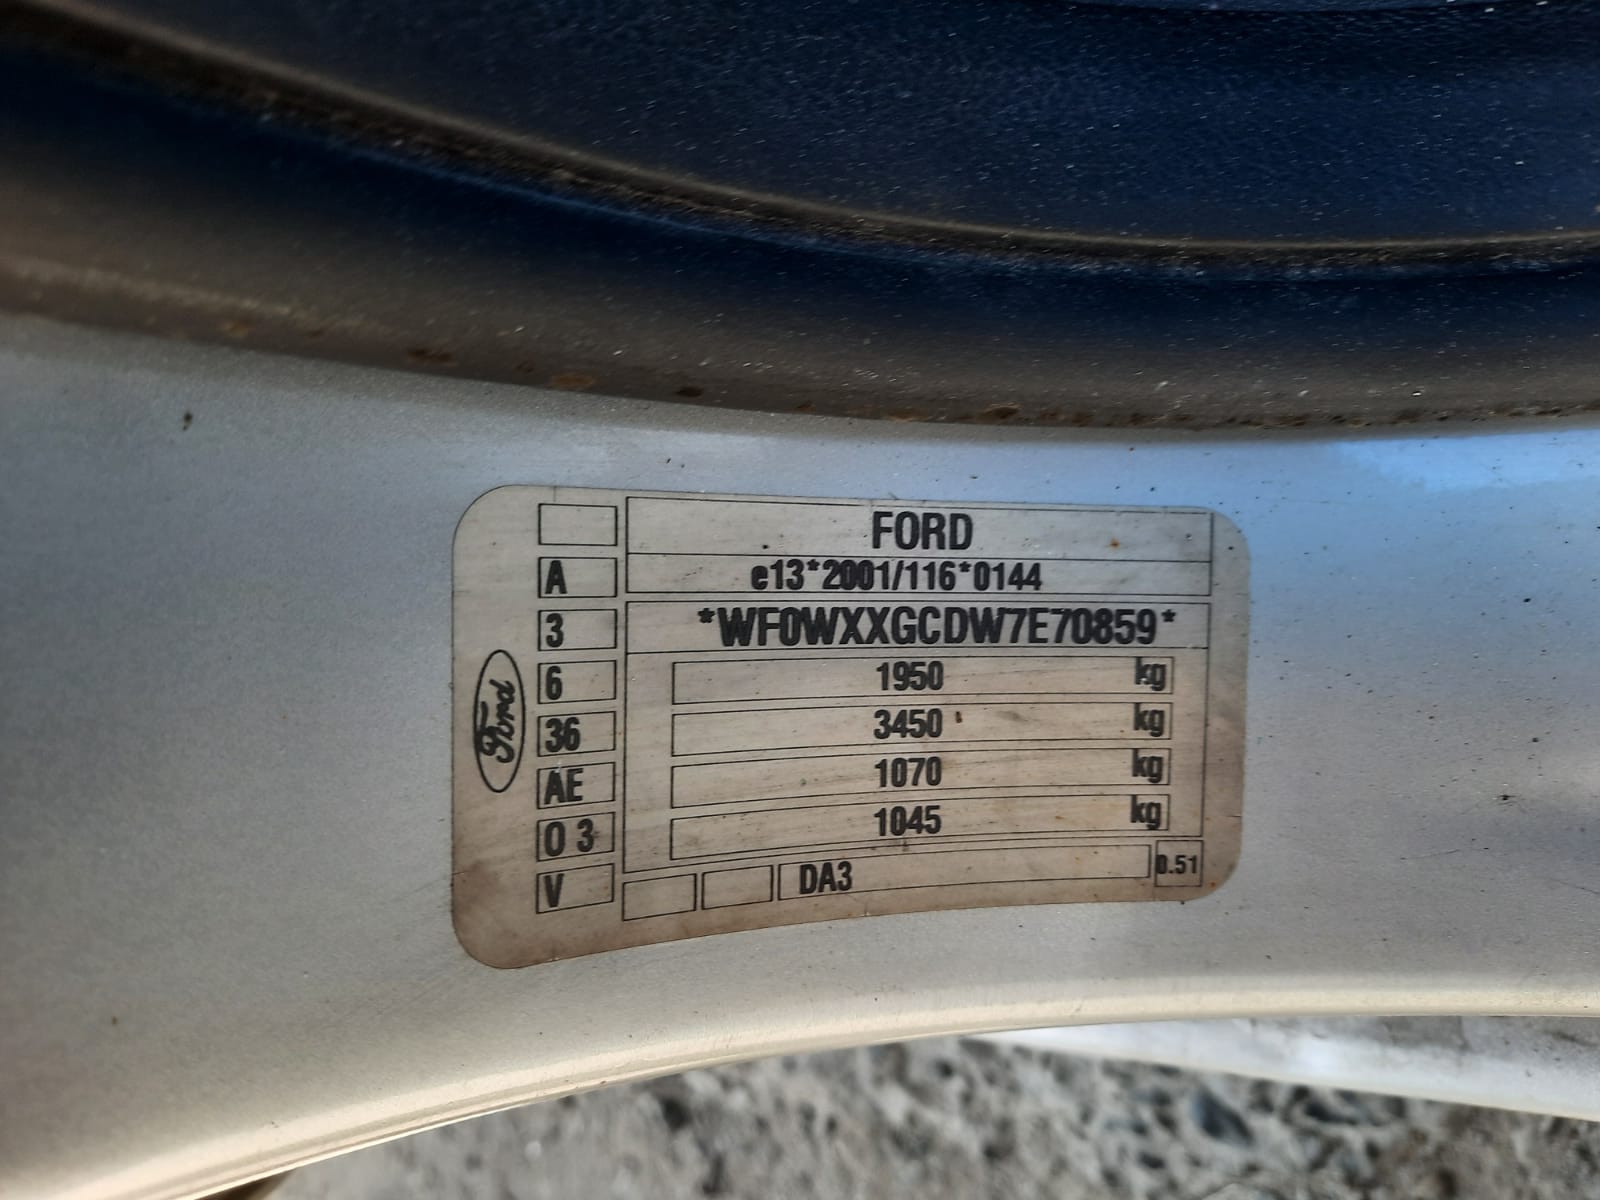 FORD
A e13*2001/116*0144
3 *WF0WXXGCDW7E70859*
6 1950 kg
36 3450 kg
AE 1070 kg
O 3 1045 kg
V DA3 0.51
Ford